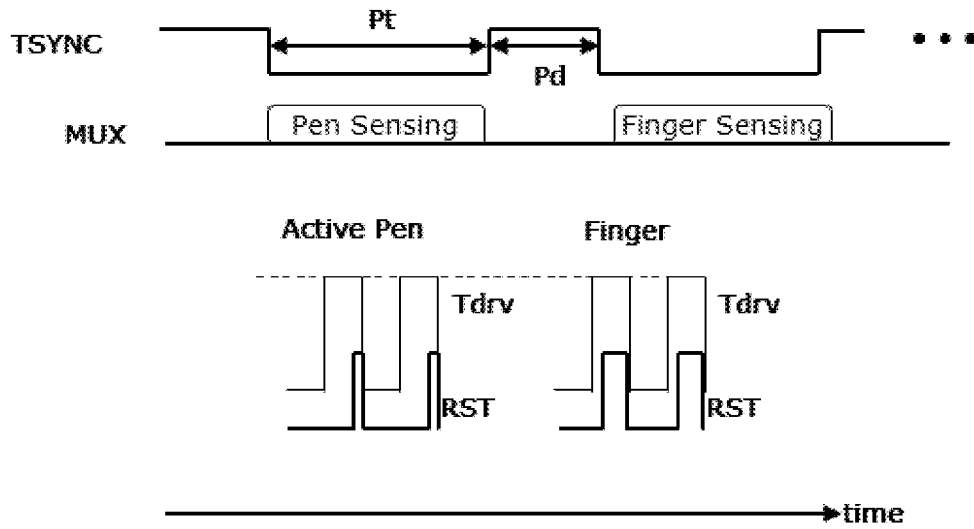 Pt
TSYNC
Pd
Pen Sensing
Finger Sensing
MUX
Active Pen
Finger
Tdrv
Tdrv
RST
RST
time